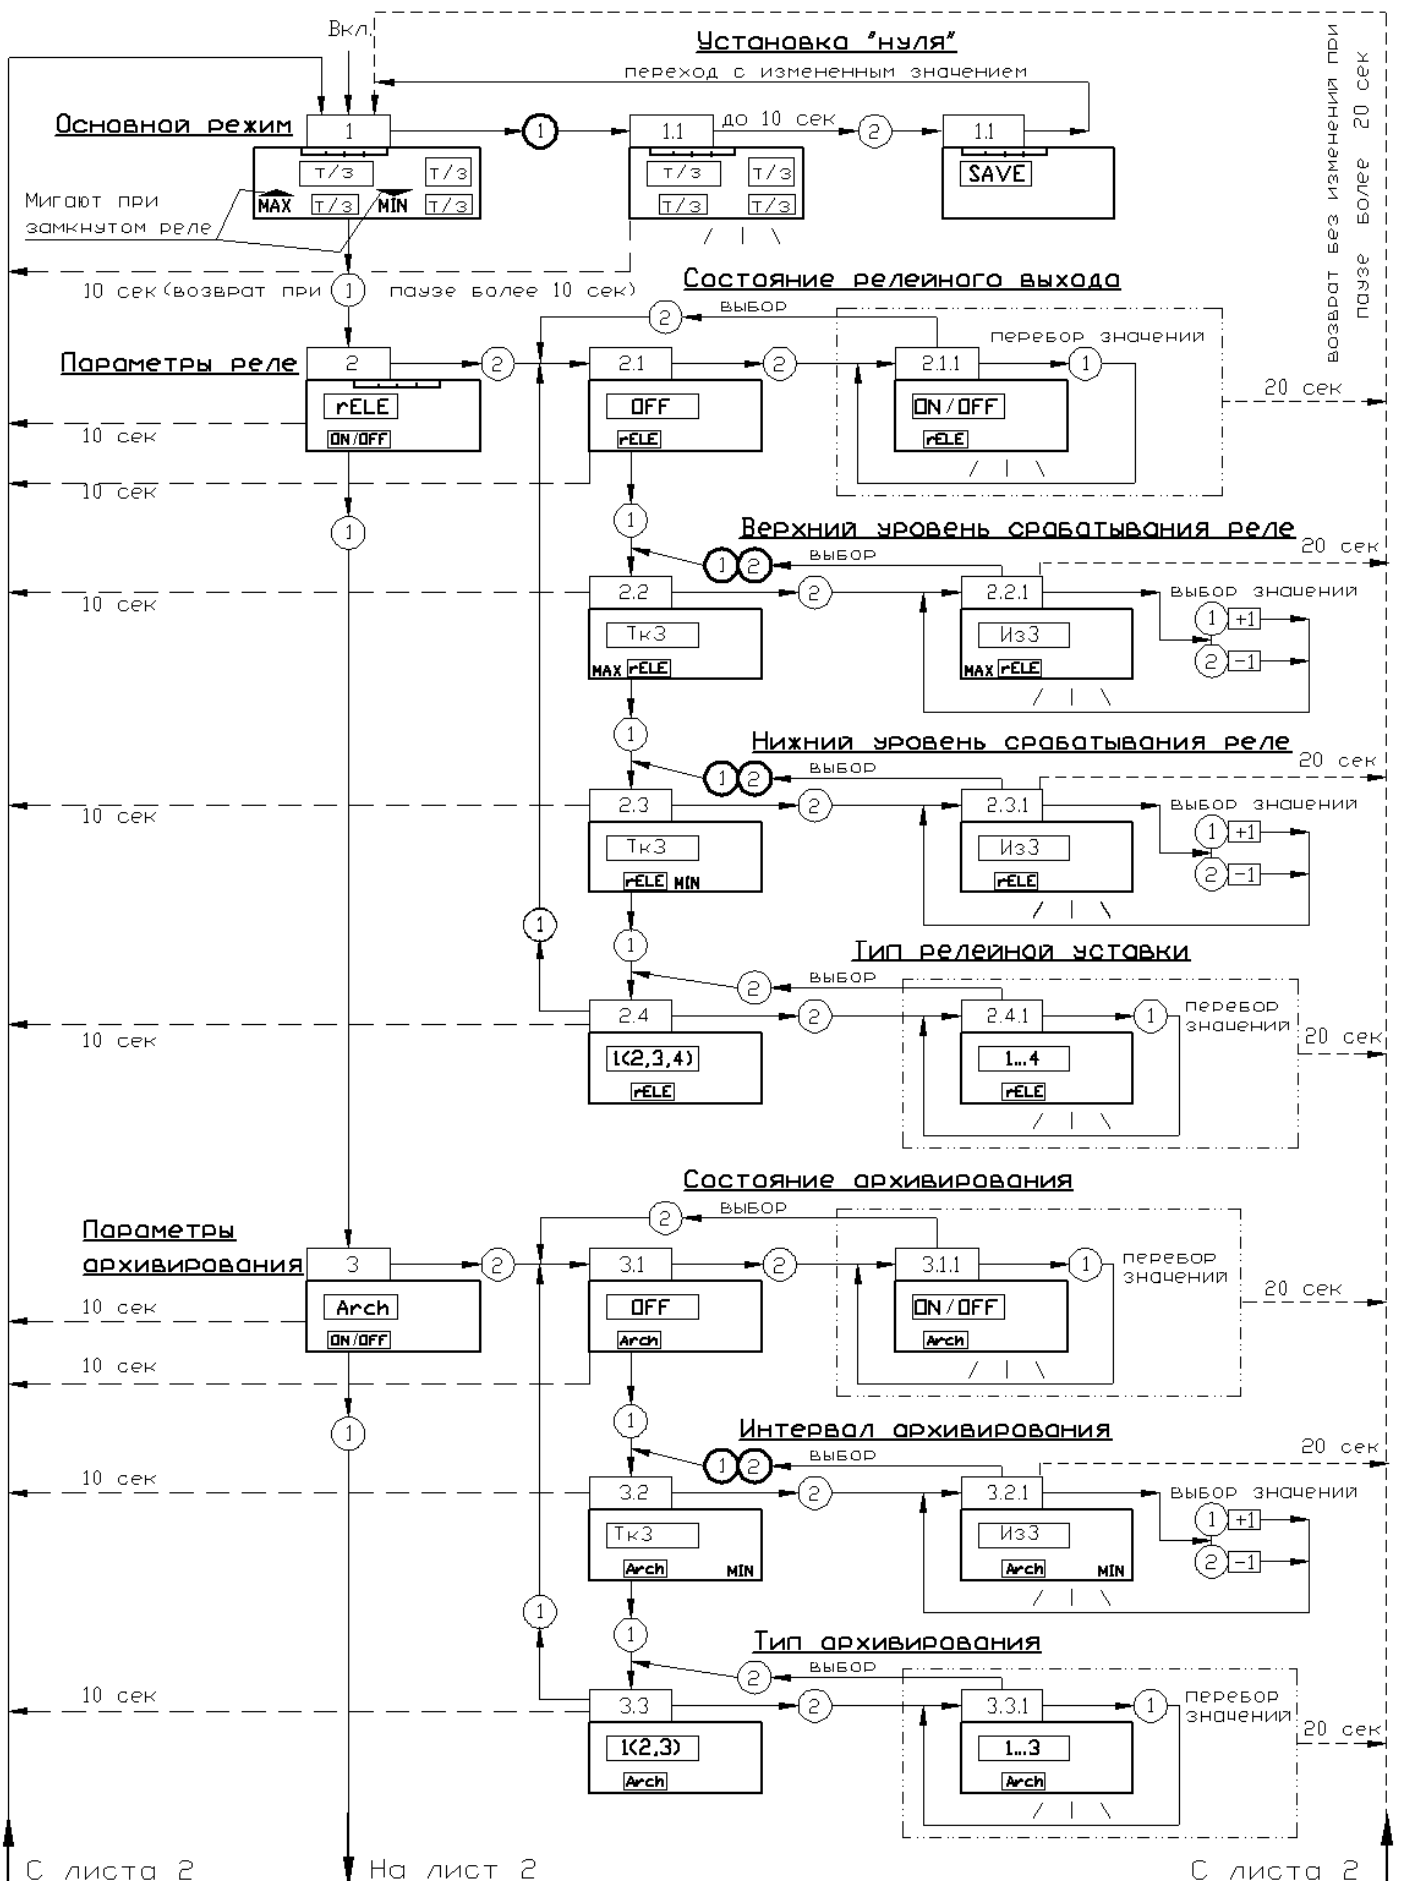 Вкл.
Установка "нуля"
переход с измененным значением
возврат без изменений при
паузе более 20 сек
Основной режим
1
1
1.1
до 10 сек
2
1.1
т/з
т/з
MAX
т/з
MIN
т/з
т/з
т/з
т/з
т/з
SAVE
Мигают при
замкнутом реле
10 сек (возврат при
1
паузе более 10 сек)
Состояние релейного выхода
2
выбор
перебор значений
Параметры реле
2
2
2.1
2
2.1.1
1
20 сек
rELE
ON/OFF
OFF
rELE
ON/OFF
rELE
10 сек
10 сек
1
1
Верхний уровень срабатывания реле
1
2
выбор
20 сек
10 сек
2.2
2
2.2.1
выбор значений
1
+1
2
-1
Тк3
MAX
rELE
Из3
MAX
rELE
1
Нижний уровень срабатывания реле
1
2
выбор
20 сек
10 сек
2.3
2
2.3.1
выбор значений
1
+1
2
-1
Тк3
rELE
MIN
Из3
rELE
1
1
Тип релейной уставки
2
выбор
10 сек
2.4
2
2.4.1
1
перебор
значений
20 сек
1(2,3,4)
rELE
1...4
rELE
Состояние архивирования
2
выбор
Параметры
архивирования
3
2
3.1
2
3.1.1
1
перебор
значений
20 сек
Arch
ON/OFF
OFF
Arch
ON/OFF
Arch
10 сек
10 сек
1
1
Интервал архивирования
1
2
выбор
20 сек
10 сек
3.2
2
3.2.1
выбор значений
1
+1
2
-1
Тк3
Arch
MIN
Из3
Arch
MIN
1
1
Тип архивирования
2
выбор
10 сек
3.3
2
3.3.1
1
перебор
значений
20 сек
1(2,3)
Arch
1...3
Arch
С листа 2
На лист 2
С листа 2